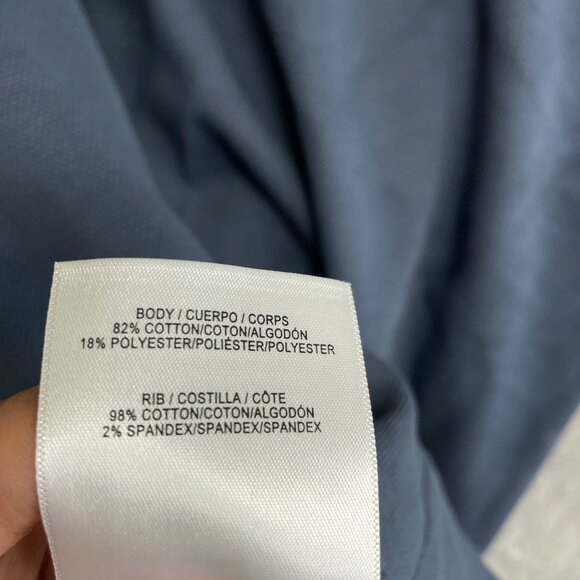 BODY / CUERPO / CORPS
82% COTTON/COTON/ALGODÓN
18% POLYESTER/POLIÉSTER/POLYESTER
RIB / COSTILLA / CÔTE
98% COTTON/COTON/ALGODÓN
2% SPANDEX/SPANDEX/SPANDEX